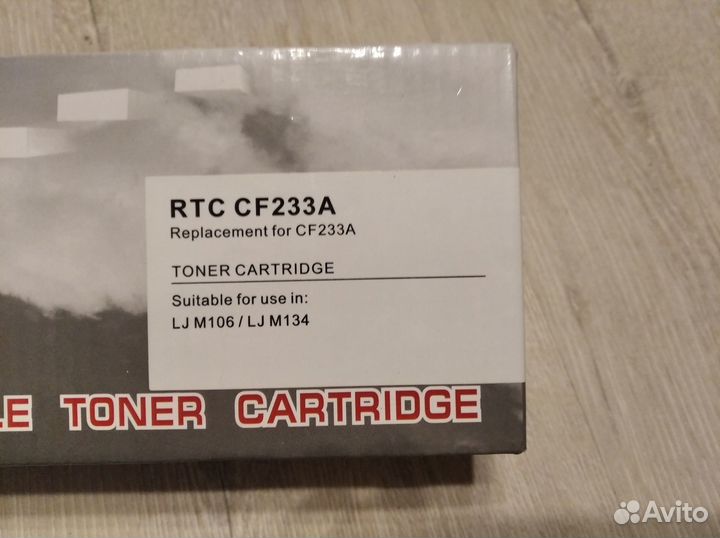 RTC CF233A
Replacement for CF233A
TONER CARTRIDGE
Suitable for use in:
LJ M106 / LJ M134
LE TONER CARTRIDGE
Avito